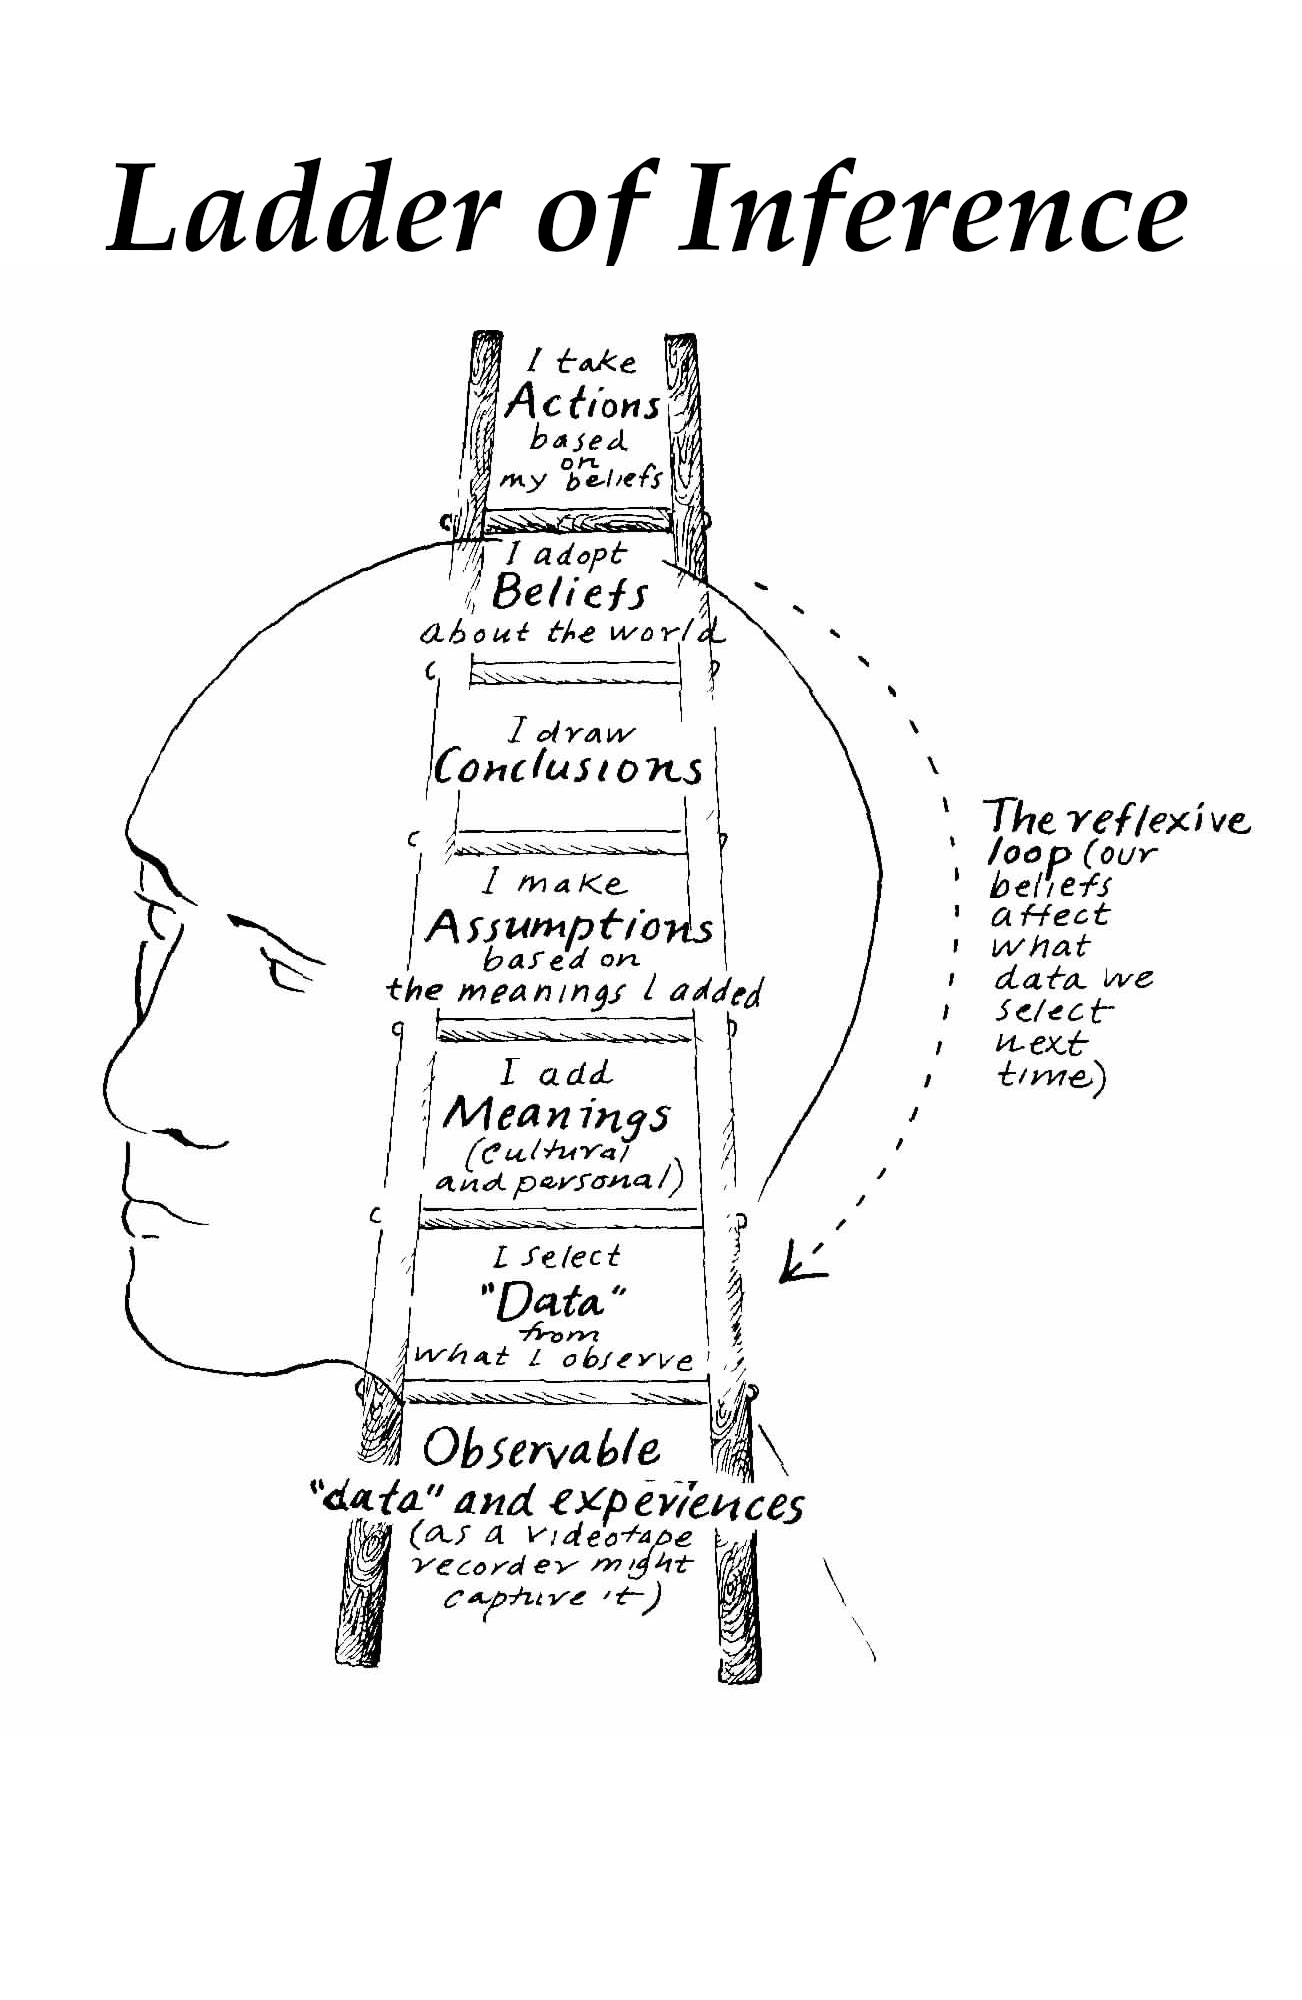 Ladder of Inference
I take
Actions
based
on
my beliefs
I adopt
Beliefs
about the world
I draw
Conclusions
I make
Assumptions
based on
the meanings I added
I add
Meanings
(Cultural
and personal)
I select
"Data"
from
what I observe
Observable
"data" and experiences
(as a videotape
recorder might
capture it)
The reflexive
loop (our
beliefs
affect
what
data we
select
next
time)